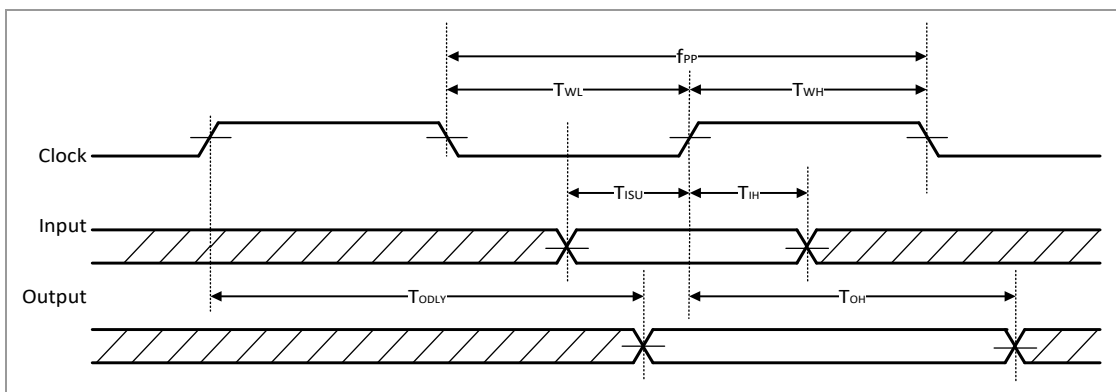 fPP
TWL TWH
Clock
TISU TIH
Input
Output TODLY TOH